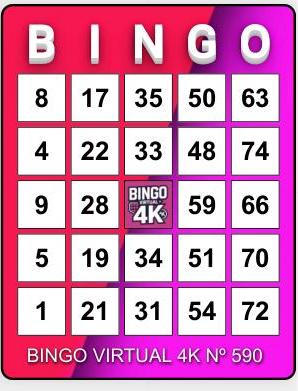 B I N G O
8 17 35 50 63
4 22 33 48 74
9 28 BINGO VIRTUAL 4K 59 66
5 19 34 51 70
1 21 31 54 72
BINGO VIRTUAL 4K Nº 590